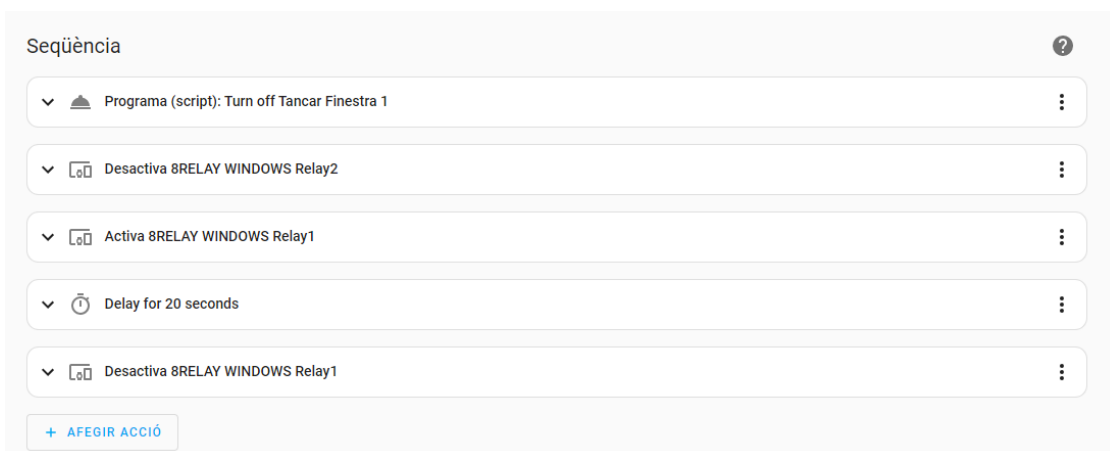 Seqüència
?
Programa (script): Turn off Tancar Finestra 1
Desactiva 8RELAY WINDOWS Relay2
Activa 8RELAY WINDOWS Relay1
Delay for 20 seconds
Desactiva 8RELAY WINDOWS Relay1
+ AFEGIR ACCIÓ